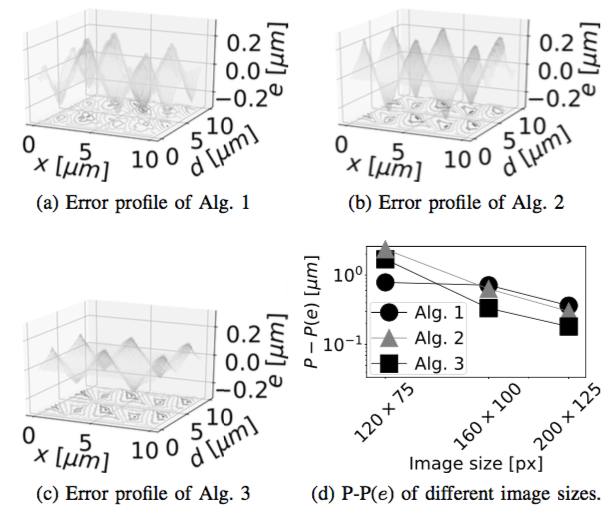 0.2
0.0
−0.2
e [μm]
0
5
10
x [μm]
0
5
10
d [μm]
(a) Error profile of Alg. 1
0.2
0.0
−0.2
e [μm]
0
5
10
x [μm]
0
5
10
d [μm]
(b) Error profile of Alg. 2
0.2
0.0
−0.2
e [μm]
0
5
10
x [μm]
0
5
10
d [μm]
(c) Error profile of Alg. 3
P − P(e) [μm]
10⁰
10⁻¹
Alg. 1
Alg. 2
Alg. 3
120 × 75
160 × 100
200 × 125
Image size [px]
(d) P-P(e) of different image sizes.